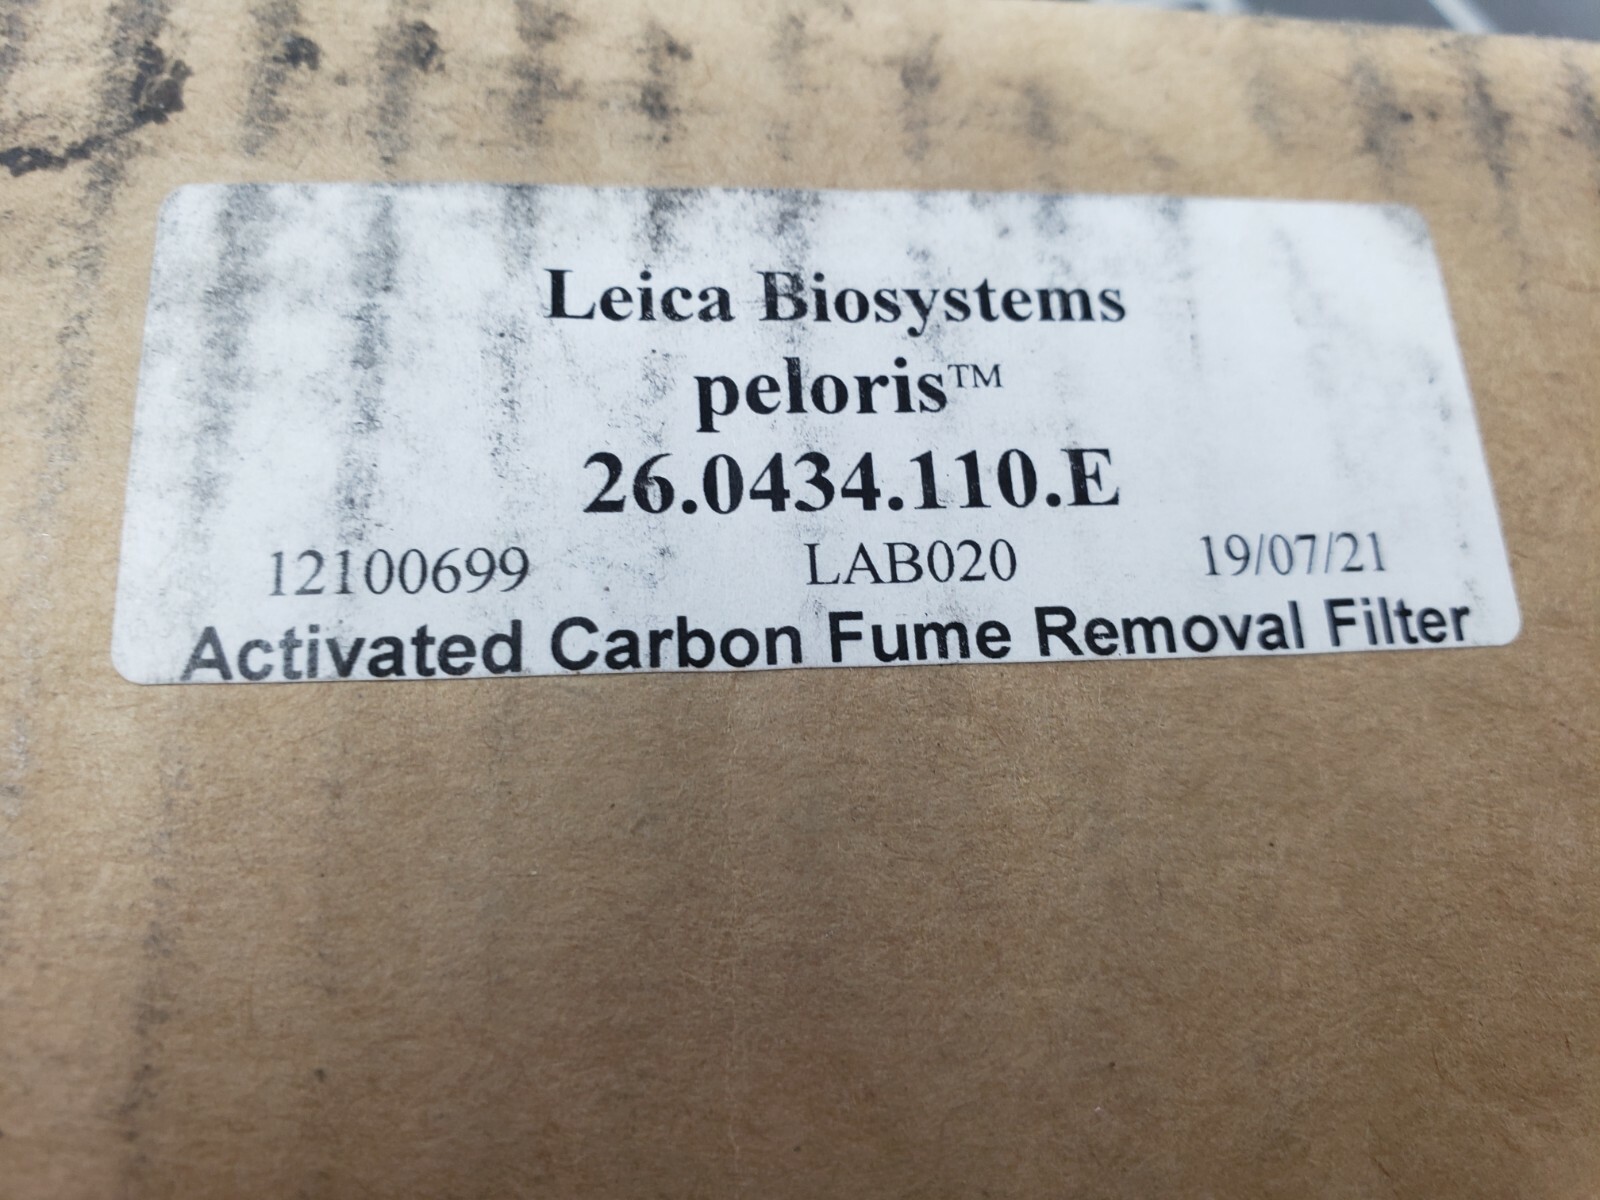 Leica Biosystems
peloris™
26.0434.110.E
12100699 LAB020 19/07/21
Activated Carbon Fume Removal Filter